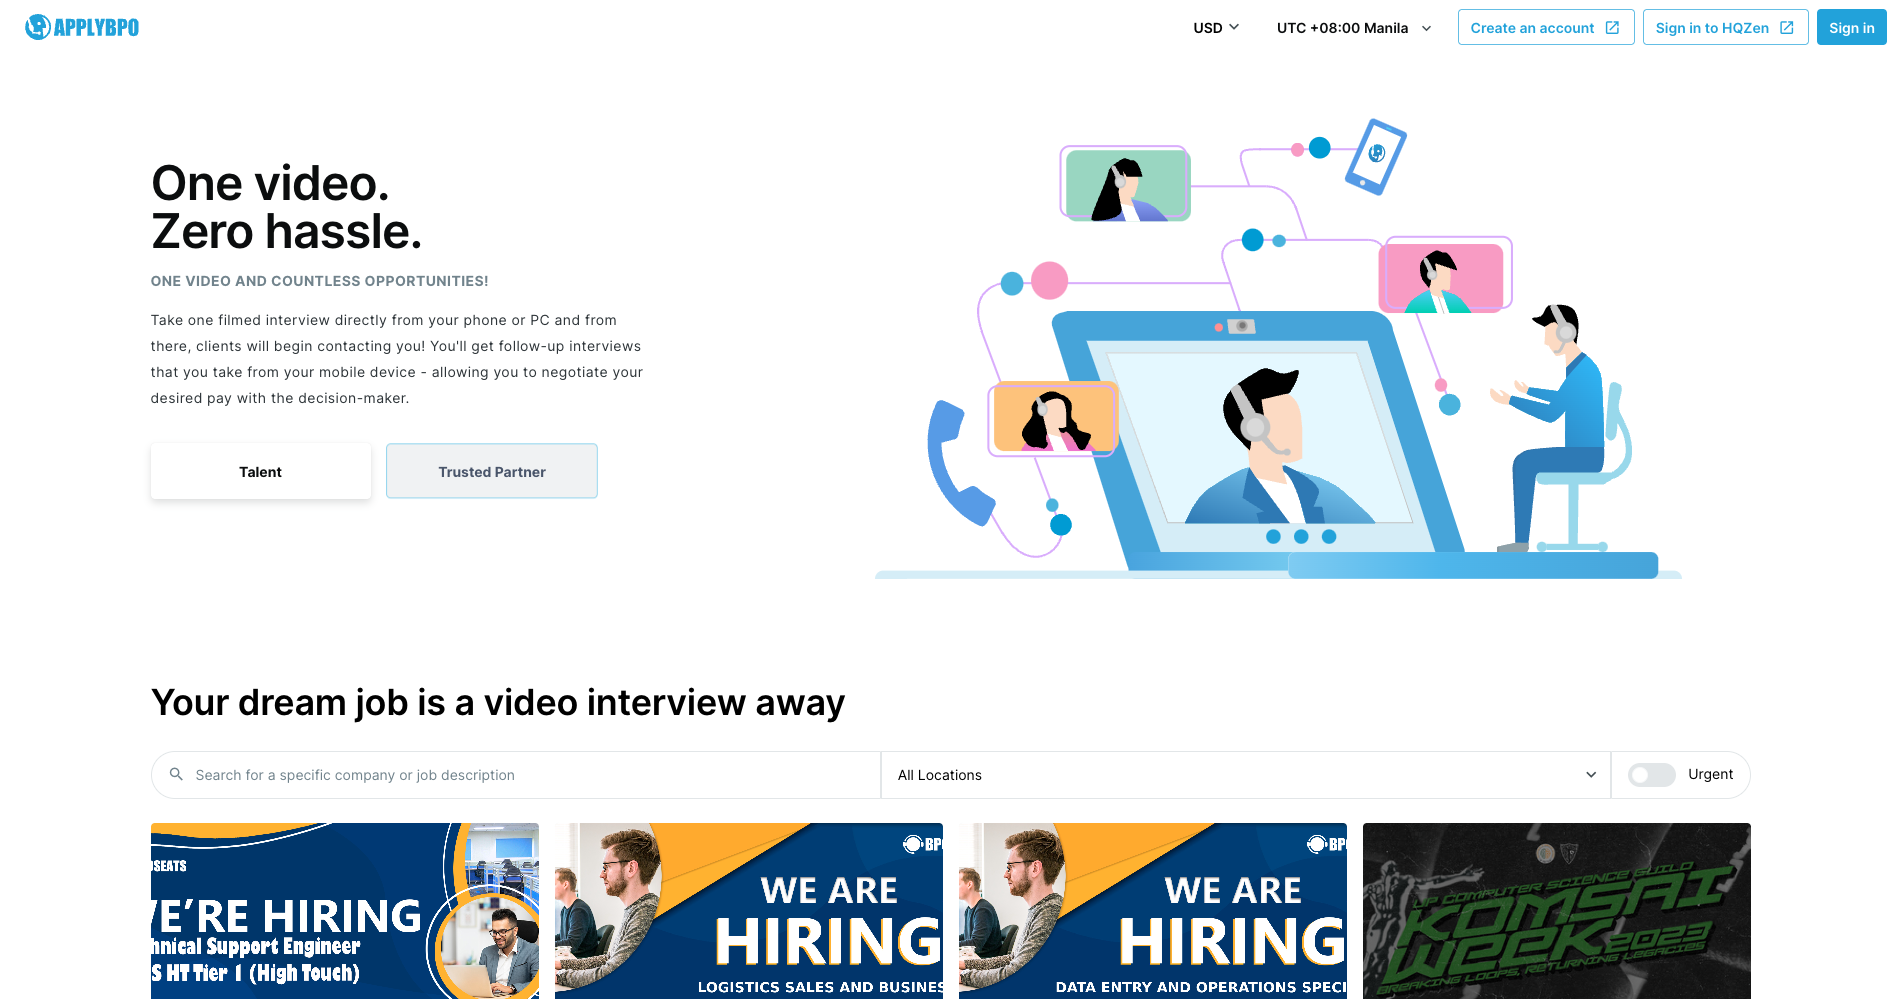 APPLYBPO
USD
UTC +08:00 Manila
Create an account
Sign in to HQZen
Sign in
One video.
Zero hassle.
ONE VIDEO AND COUNTLESS OPPORTUNITIES!
Take one filmed interview directly from your phone or PC and from
there, clients will begin contacting you! You'll get follow-up interviews
that you take from your mobile device - allowing you to negotiate your
desired pay with the decision-maker.
Talent
Trusted Partner
Your dream job is a video interview away
Search for a specific company or job description
All Locations
Urgent
OSEATS
VE'RE HIRING
hnical Support Engineer
S HT Tier 1 (High Touch)
BPO
WE ARE
HIRING
LOGISTICS SALES AND BUSINES
BPO
WE ARE
HIRING
DATA ENTRY AND OPERATIONS SPECI
UP COMPUTER SCIENCE GUILD
KOMSAI
WEEK 2023
BREAKING LOOPS, RETURNING LEGACIES